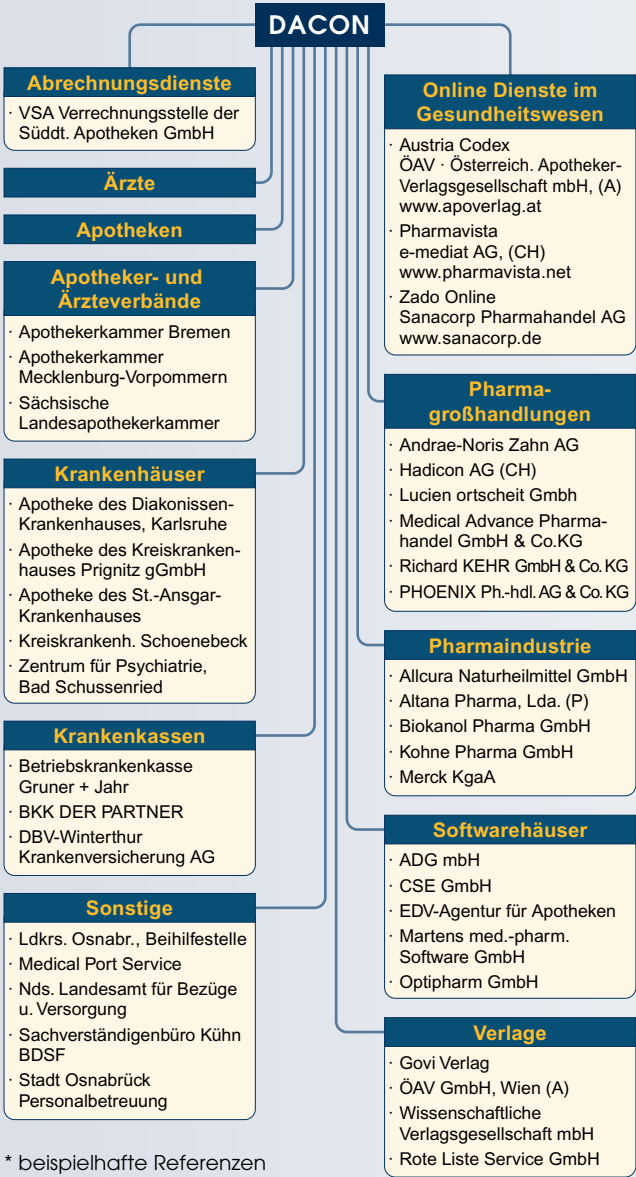 DACON
Abrechnungsdienste
· VSA Verrechnungsstelle der
Süddt. Apotheken GmbH
Ärzte
Apotheken
Apotheker- und
Ärzteverbände
· Apothekerkammer Bremen
· Apothekerkammer
Mecklenburg-Vorpommern
· Sächsische
Landesapothekerkammer
Krankenhäuser
· Apotheke des Diakonissen-
Krankenhauses, Karlsruhe
· Apotheke des Kreiskranken-
hauses Prignitz gGmbH
· Apotheke des St.-Ansgar-
Krankenhauses
· Kreiskrankenh. Schoenebeck
· Zentrum für Psychiatrie,
Bad Schussenried
Krankenkassen
· Betriebskrankenkasse
Gruner + Jahr
· BKK DER PARTNER
· DBV-Winterthur
Krankenversicherung AG
Sonstige
· Ldkrs. Osnabr., Beihilfestelle
· Medical Port Service
· Nds. Landesamt für Bezüge
u. Versorgung
· Sachverständigenbüro Kühn
BDSF
· Stadt Osnabrück
Personalbetreuung
Online Dienste im
Gesundheitswesen
· Austria Codex
ÖAV · Österreich. Apotheker-
Verlagsgesellschaft mbH, (A)
www.apoverlag.at
· Pharmavista
e-mediat AG, (CH)
www.pharmavista.net
· Zado Online
Sanacorp Pharmahandel AG
www.sanacorp.de
Pharma-
großhandlungen
· Andrae-Noris Zahn AG
· Hadicon AG (CH)
· Lucien ortscheit Gmbh
· Medical Advance Pharma-
handel GmbH & Co.KG
· Richard KEHR GmbH & Co. KG
· PHOENIX Ph.-hdl. AG & Co. KG
Pharmaindustrie
· Allcura Naturheilmittel GmbH
· Altana Pharma, Lda. (P)
· Biokanol Pharma GmbH
· Kohne Pharma GmbH
· Merck KgaA
Softwarehäuser
· ADG mbH
· CSE GmbH
· EDV-Agentur für Apotheken
· Martens med.-pharm.
Software GmbH
· Optipharm GmbH
Verlage
· Govi Verlag
· ÖAV GmbH, Wien (A)
· Wissenschaftliche
Verlagsgesellschaft mbH
· Rote Liste Service GmbH
* beispielhafte Referenzen